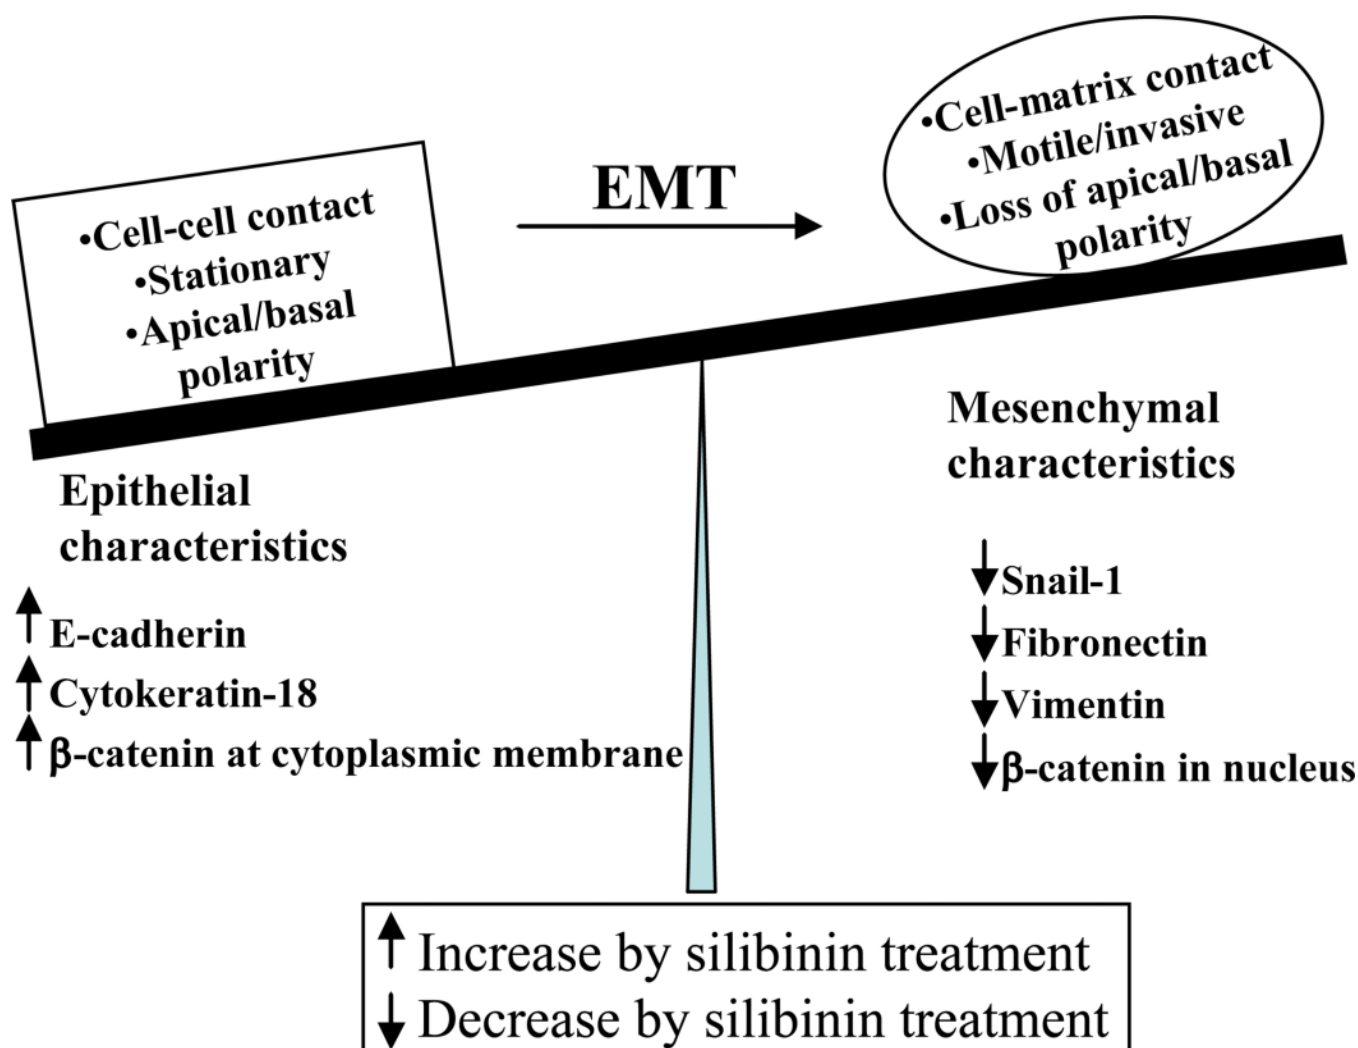 •Cell-cell contact
•Stationary
•Apical/basal
polarity
EMT
•Cell-matrix contact
•Motile/invasive
•Loss of apical/basal
polarity
Epithelial
characteristics
↑ E-cadherin
↑ Cytokeratin-18
↑ β-catenin at cytoplasmic membrane
Mesenchymal
characteristics
↓ Snail-1
↓ Fibronectin
↓ Vimentin
↓ β-catenin in nucleus
↑ Increase by silibinin treatment
↓ Decrease by silibinin treatment